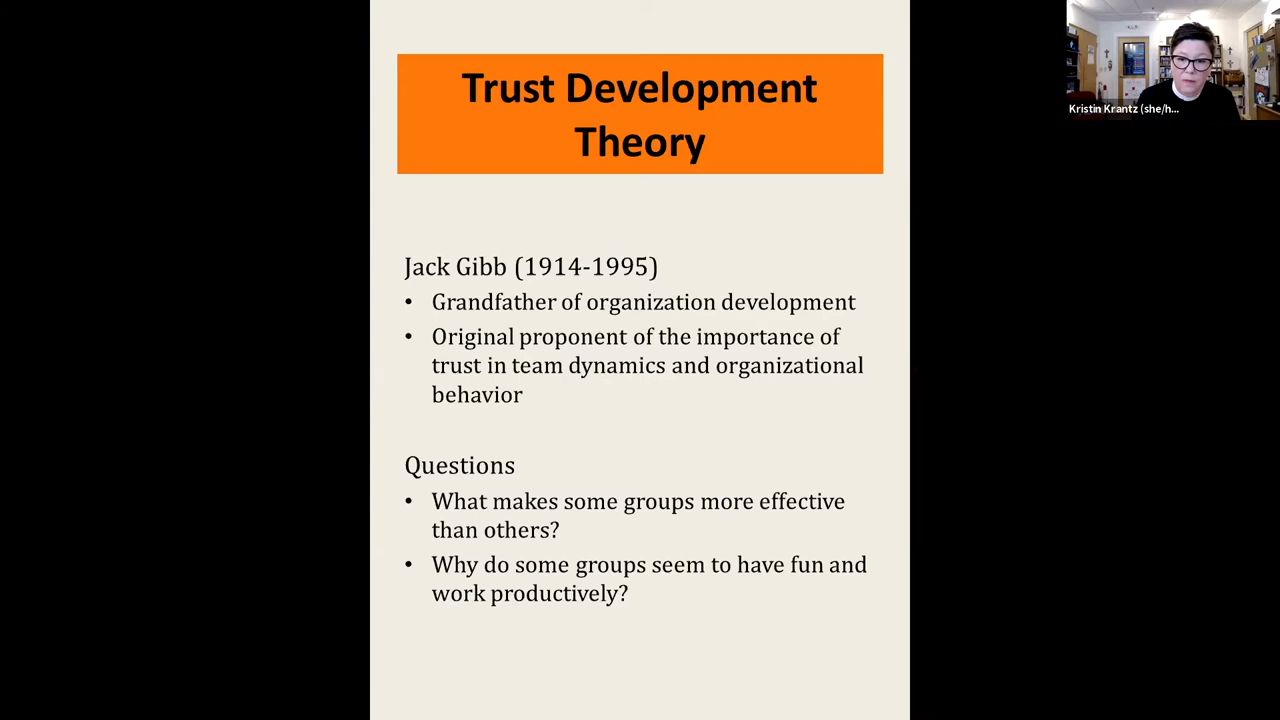 Trust Development
Theory
Kristin Krantz (she/h...
Jack Gibb (1914-1995)
• Grandfather of organization development
• Original proponent of the importance of
trust in team dynamics and organizational
behavior
Questions
• What makes some groups more effective
than others?
• Why do some groups seem to have fun and
work productively?